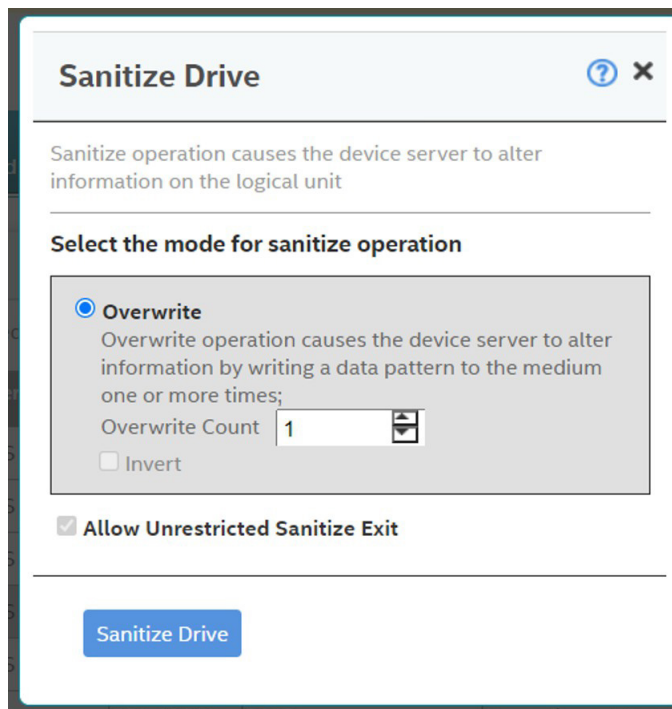 Sanitize Drive
Sanitize operation causes the device server to alter
information on the logical unit
Select the mode for sanitize operation
Overwrite
Overwrite operation causes the device server to alter
information by writing a data pattern to the medium
one or more times;
Overwrite Count 1
Invert
Allow Unrestricted Sanitize Exit
Sanitize Drive